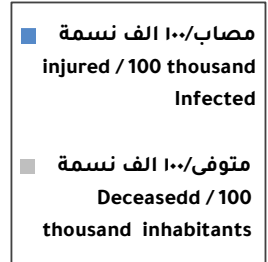 مصاب/١٠٠ الف نسمة
injured / 100 thousand
Infected
متوفى/١٠٠ الف نسمة
Deceasedd / 100
thousand inhabitants